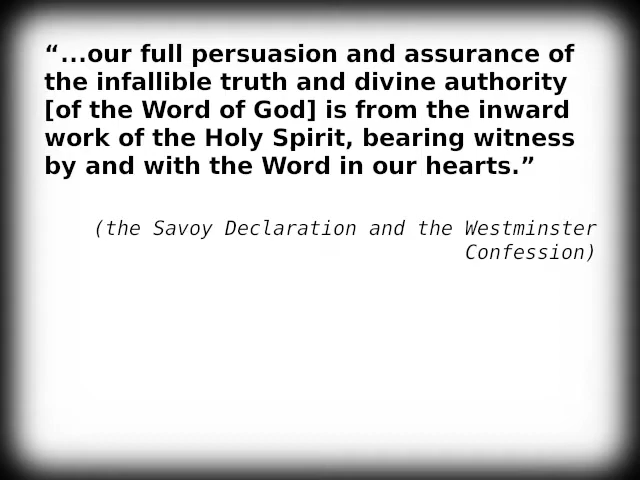 “...our full persuasion and assurance of
the infallible truth and divine authority
[of the Word of God] is from the inward
work of the Holy Spirit, bearing witness
by and with the Word in our hearts.”
(the Savoy Declaration and the Westminster
Confession)